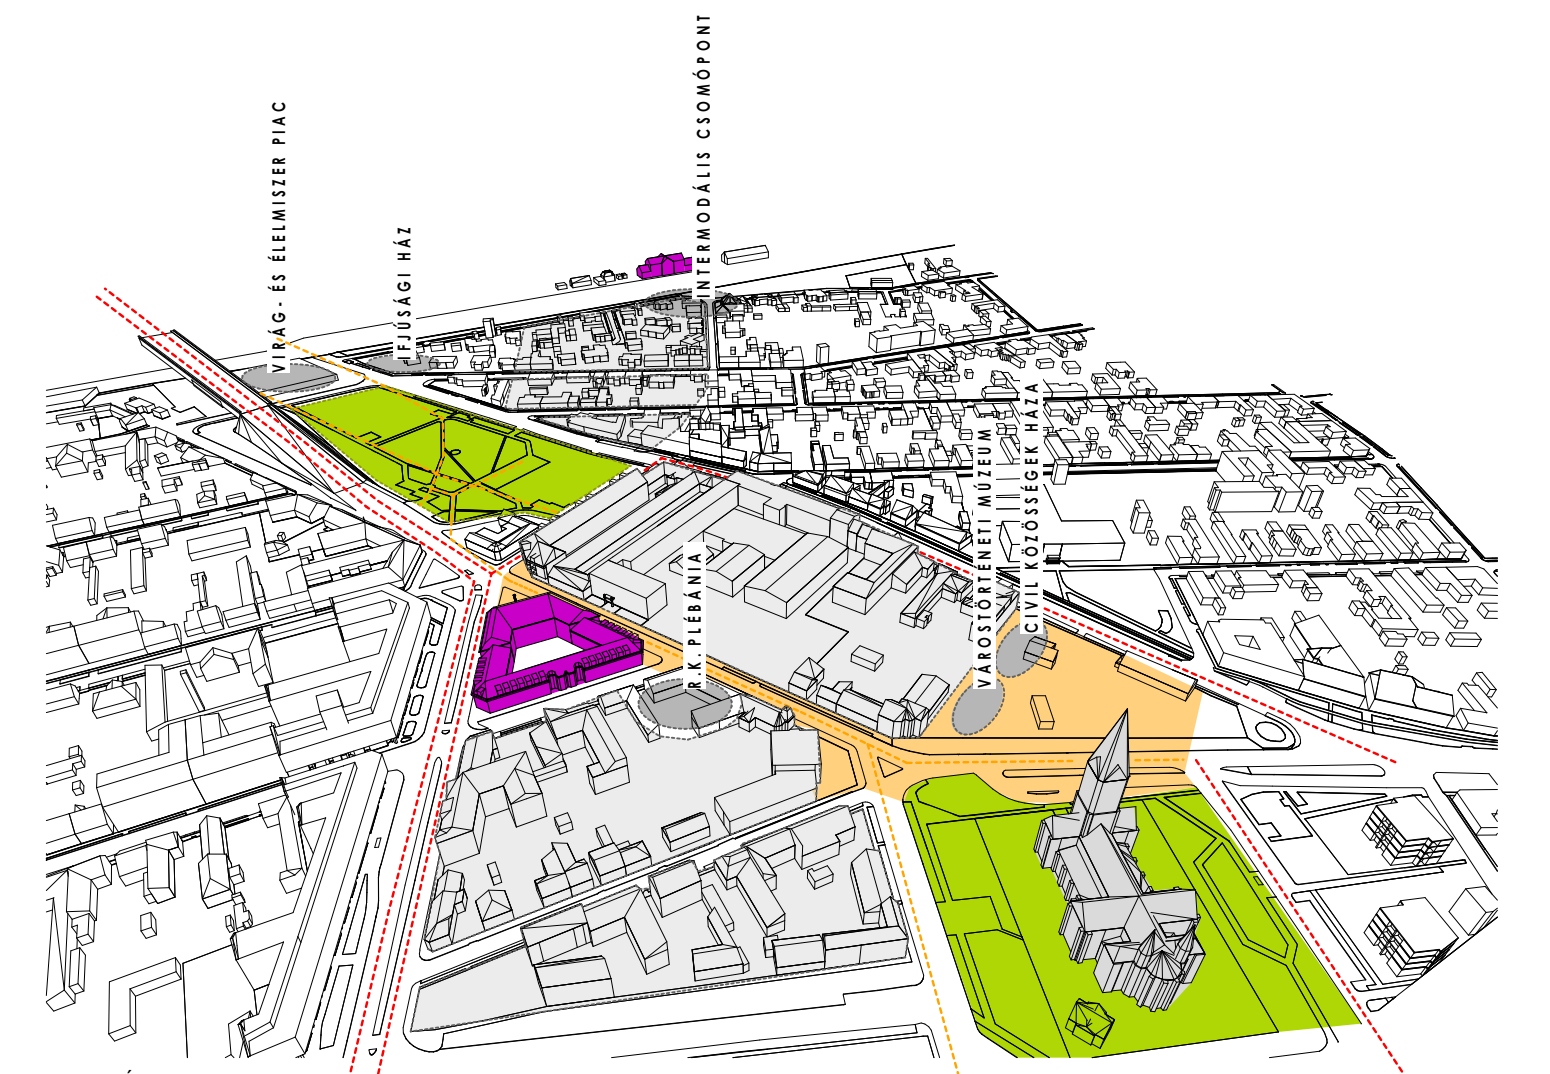 VIRÁG- ÉS ÉLELMISZER PIAC
IFJÚSÁGI HÁZ
INTERMODÁLIS CSOMÓPONT
R.K. PLÉBÁNIA
VÁROSTÖRTÉNETI MÚZEUM
CIVIL KÖZÖSSÉGEK HÁZA